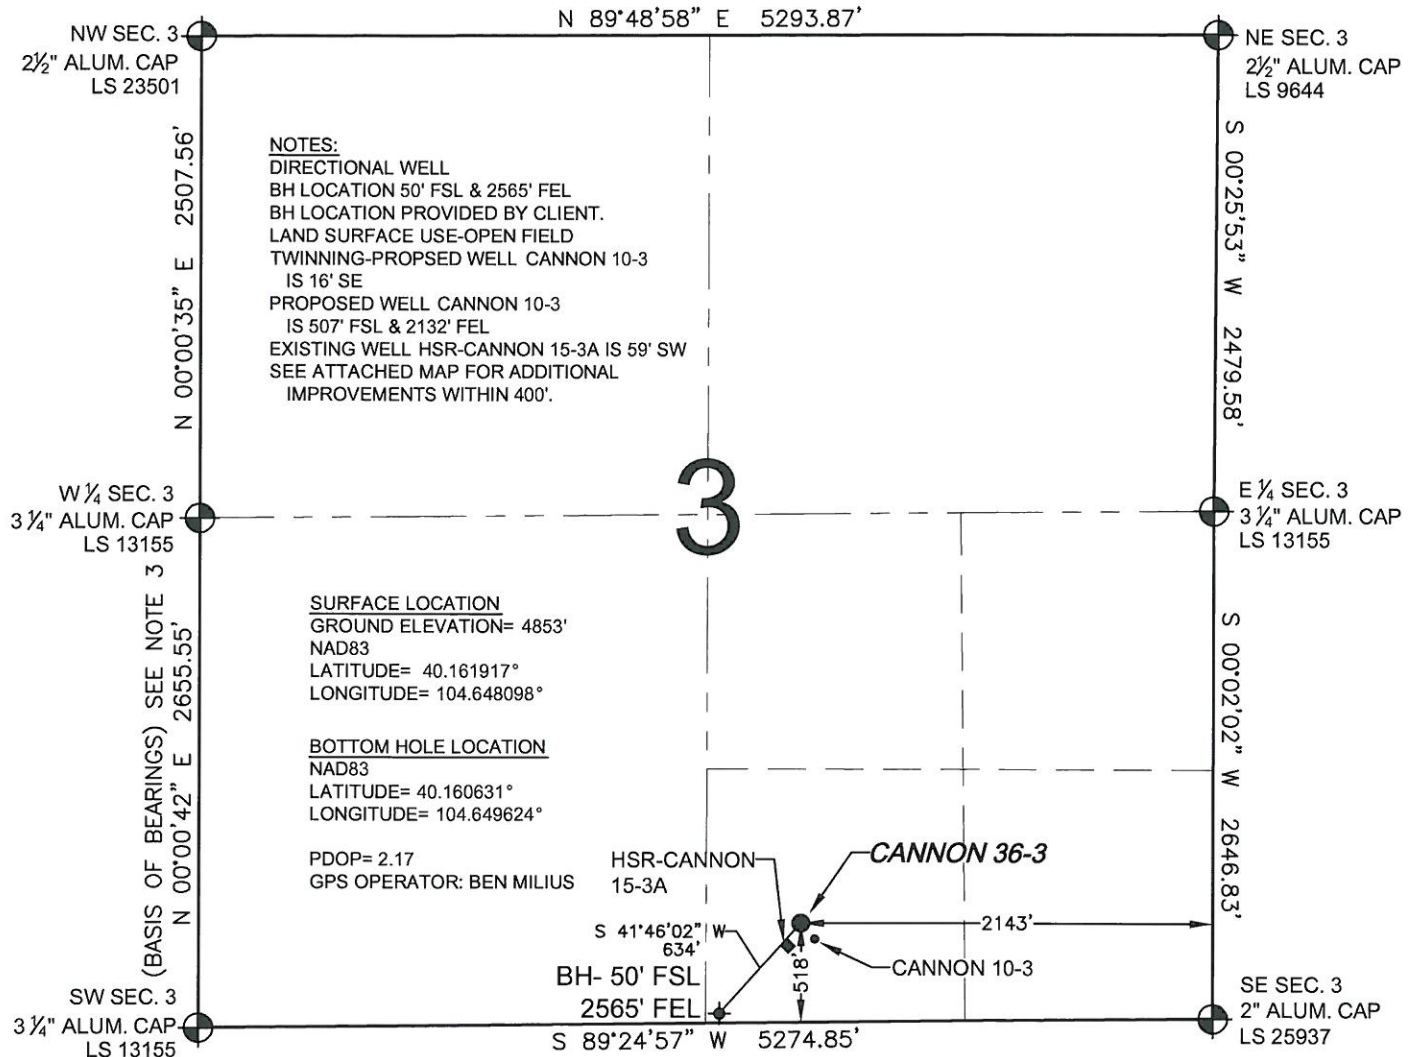 N 89°48'58" E 5293.87'
NW SEC. 3
2½" ALUM. CAP
LS 23501
NE SEC. 3
2½" ALUM. CAP
LS 9644
N 00°00'35" E 2507.56'
S 00°25'53" W 2479.58'
NOTES:
DIRECTIONAL WELL
BH LOCATION 50' FSL & 2565' FEL
BH LOCATION PROVIDED BY CLIENT.
LAND SURFACE USE-OPEN FIELD
TWINNING-PROPSED WELL CANNON 10-3
IS 16' SE
PROPOSED WELL CANNON 10-3
IS 507' FSL & 2132' FEL
EXISTING WELL HSR-CANNON 15-3A IS 59' SW
SEE ATTACHED MAP FOR ADDITIONAL
IMPROVEMENTS WITHIN 400'.
3
W ¼ SEC. 3
3 ¼" ALUM. CAP
LS 13155
E ¼ SEC. 3
3 ¼" ALUM. CAP
LS 13155
(BASIS OF BEARINGS) SEE NOTE 3
N 00°00'42" E 2655.55'
S 00°02'02" W 2646.83'
SURFACE LOCATION
GROUND ELEVATION= 4853'
NAD83
LATITUDE= 40.161917°
LONGITUDE= 104.648098°
BOTTOM HOLE LOCATION
NAD83
LATITUDE= 40.160631°
LONGITUDE= 104.649624°
PDOP= 2.17
GPS OPERATOR: BEN MILIUS
HSR-CANNON
15-3A
CANNON 36-3
2143'
S 41°46'02" W
634'
518'
CANNON 10-3
BH- 50' FSL
2565' FEL
SW SEC. 3
3 ¼" ALUM. CAP
LS 13155
SE SEC. 3
2" ALUM. CAP
LS 25937
S 89°24'57" W 5274.85'